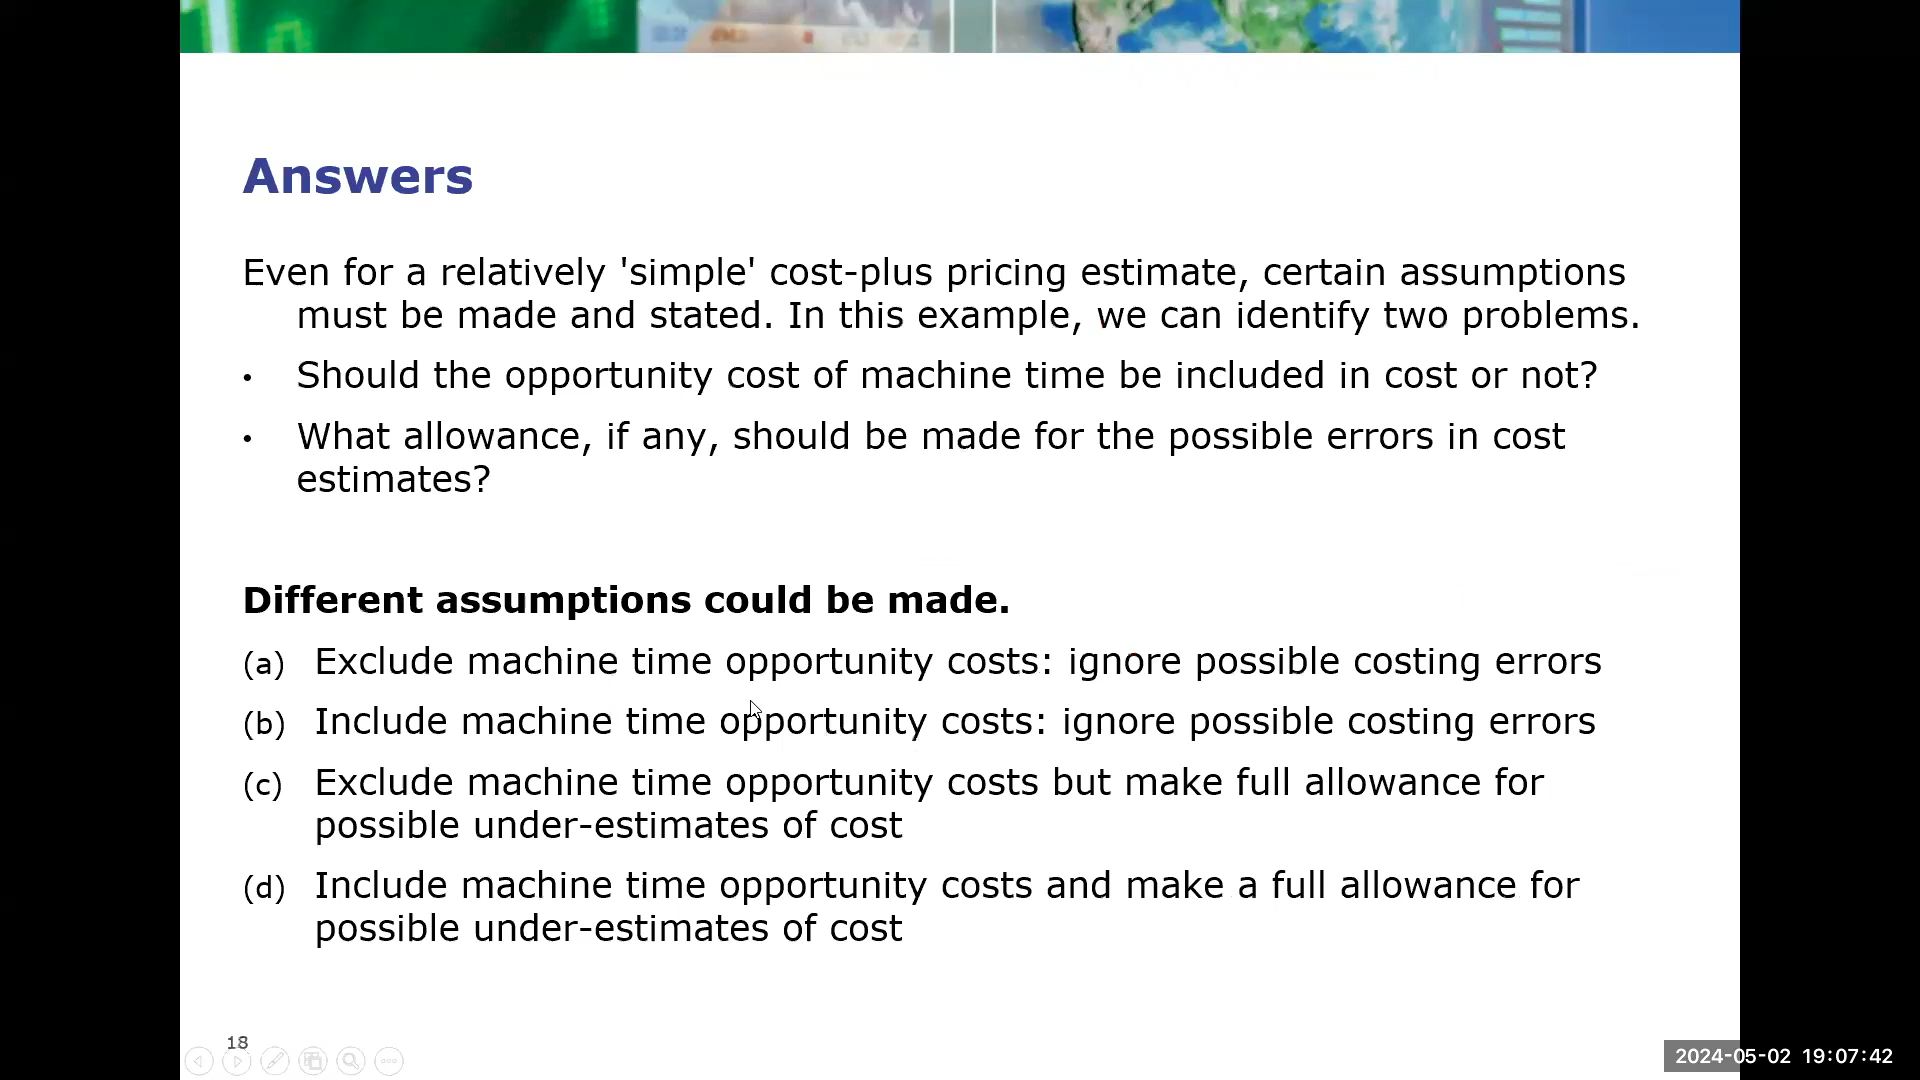 Answers
Even for a relatively 'simple' cost-plus pricing estimate, certain assumptions
must be made and stated. In this example, we can identify two problems.
• Should the opportunity cost of machine time be included in cost or not?
• What allowance, if any, should be made for the possible errors in cost
estimates?
Different assumptions could be made.
(a) Exclude machine time opportunity costs: ignore possible costing errors
(b) Include machine time opportunity costs: ignore possible costing errors
(c) Exclude machine time opportunity costs but make full allowance for
possible under-estimates of cost
(d) Include machine time opportunity costs and make a full allowance for
possible under-estimates of cost
18
2024-05-02 19:07:42